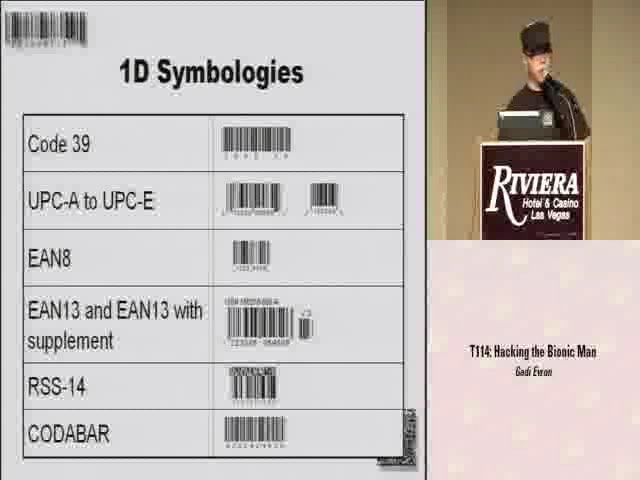 1D Symbologies
Code 39
UPC-A to UPC-E
EAN8
EAN13 and EAN13 with
supplement
RSS-14
CODABAR
RIVIERA
Hotel & Casino
Las Vegas
T114: Hacking the Bionic Man
Gadi Evron